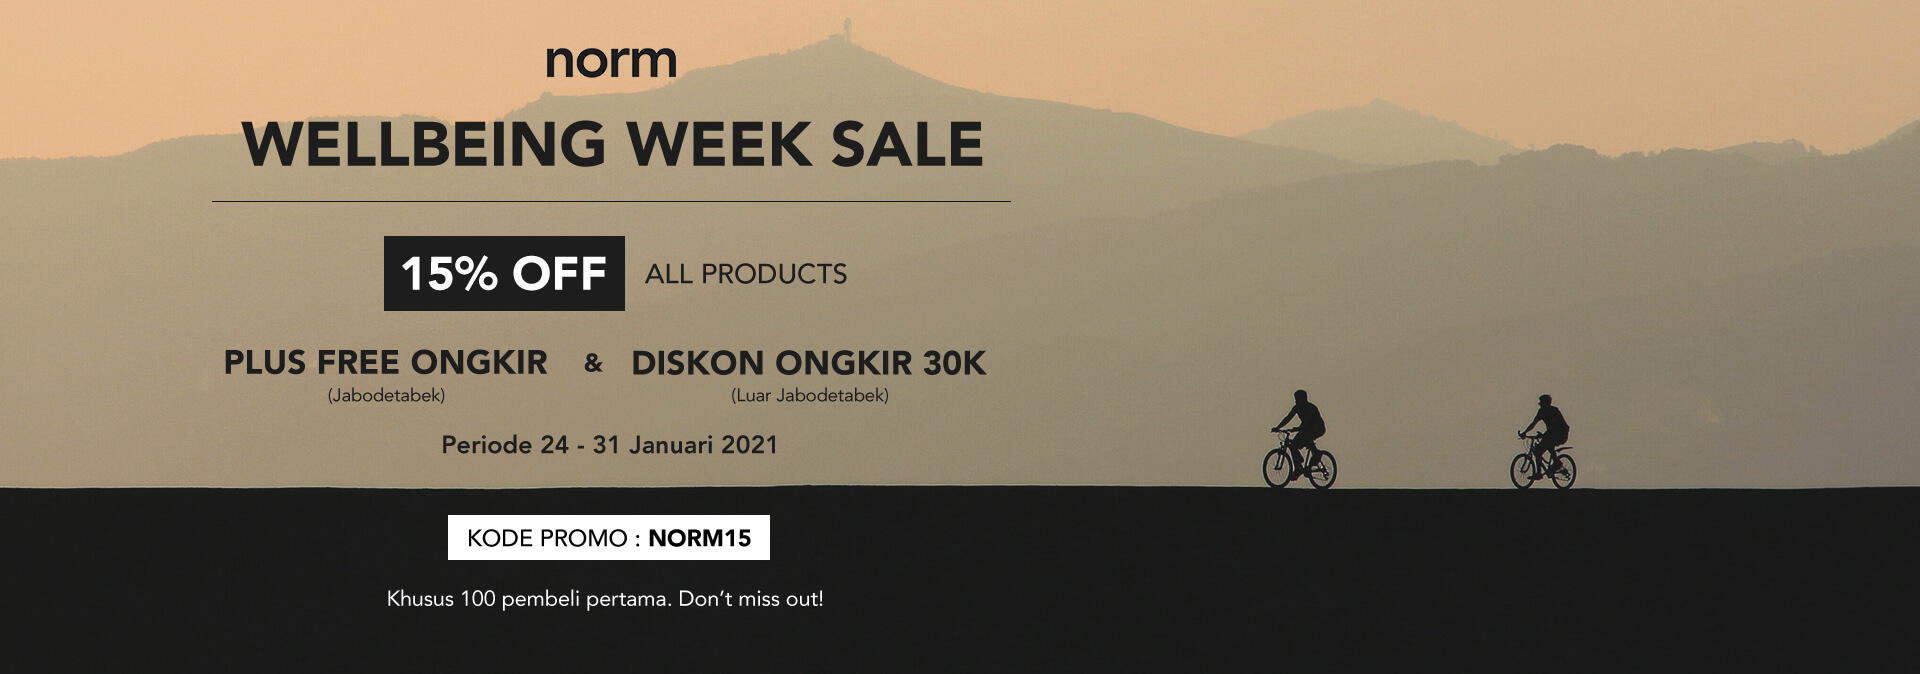 norm
WELLBEING WEEK SALE
15% OFF ALL PRODUCTS
PLUS FREE ONGKIR & DISKON ONGKIR 30K
(Jabodetabek) (Luar Jabodetabek)
Periode 24 - 31 Januari 2021
KODE PROMO : NORM15
Khusus 100 pembeli pertama. Don't miss out!